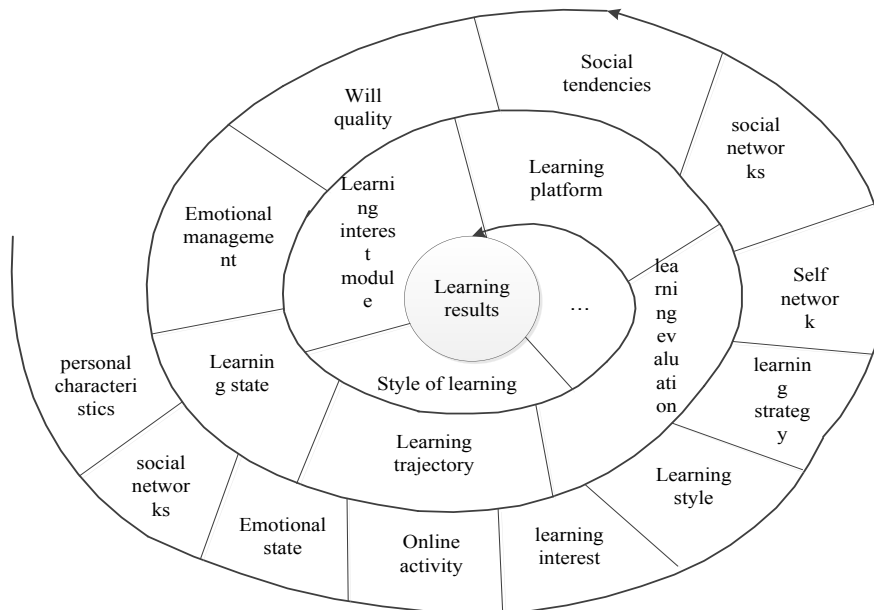 Social
tendencies
Will
quality
social
networ
ks
Learning
platform
Learni
ng
interes
t
modul
e
Emotional
manageme
nt
lea
rni
ng ev
alu
ati
on
Self
networ
k
Learning
results
...
personal
characteri
stics
Learnin
g state
Style of learning
learnin
g
strateg
y
Learning
trajectory
social
networ
ks
Learning
style
Emotional
state
Online
activity
learning
interest